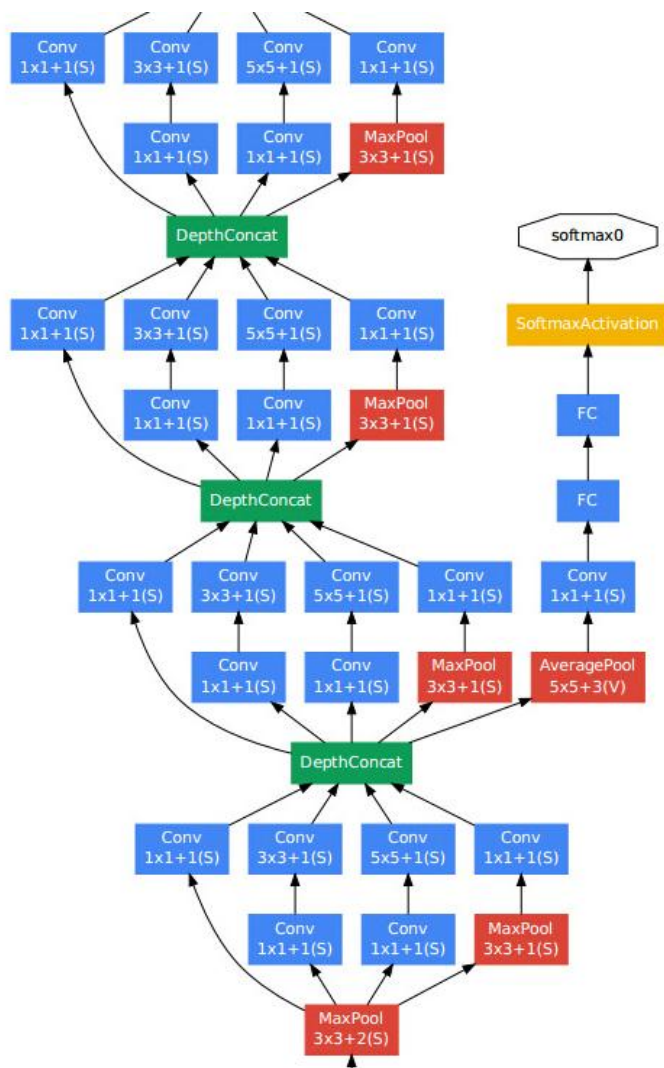 Conv
1x1+1(S)
Conv
3x3+1(S)
Conv
5x5+1(S)
Conv
1x1+1(S)
Conv
1x1+1(S)
Conv
1x1+1(S)
MaxPool
3x3+1(S)
DepthConcat
softmax0
Conv
1x1+1(S)
Conv
3x3+1(S)
Conv
5x5+1(S)
Conv
1x1+1(S)
SoftmaxActivation
Conv
1x1+1(S)
Conv
1x1+1(S)
MaxPool
3x3+1(S)
FC
DepthConcat
FC
Conv
1x1+1(S)
Conv
3x3+1(S)
Conv
5x5+1(S)
Conv
1x1+1(S)
Conv
1x1+1(S)
Conv
1x1+1(S)
Conv
1x1+1(S)
MaxPool
3x3+1(S)
AveragePool
5x5+3(V)
DepthConcat
Conv
1x1+1(S)
Conv
3x3+1(S)
Conv
5x5+1(S)
Conv
1x1+1(S)
Conv
1x1+1(S)
Conv
1x1+1(S)
MaxPool
3x3+1(S)
MaxPool
3x3+2(S)